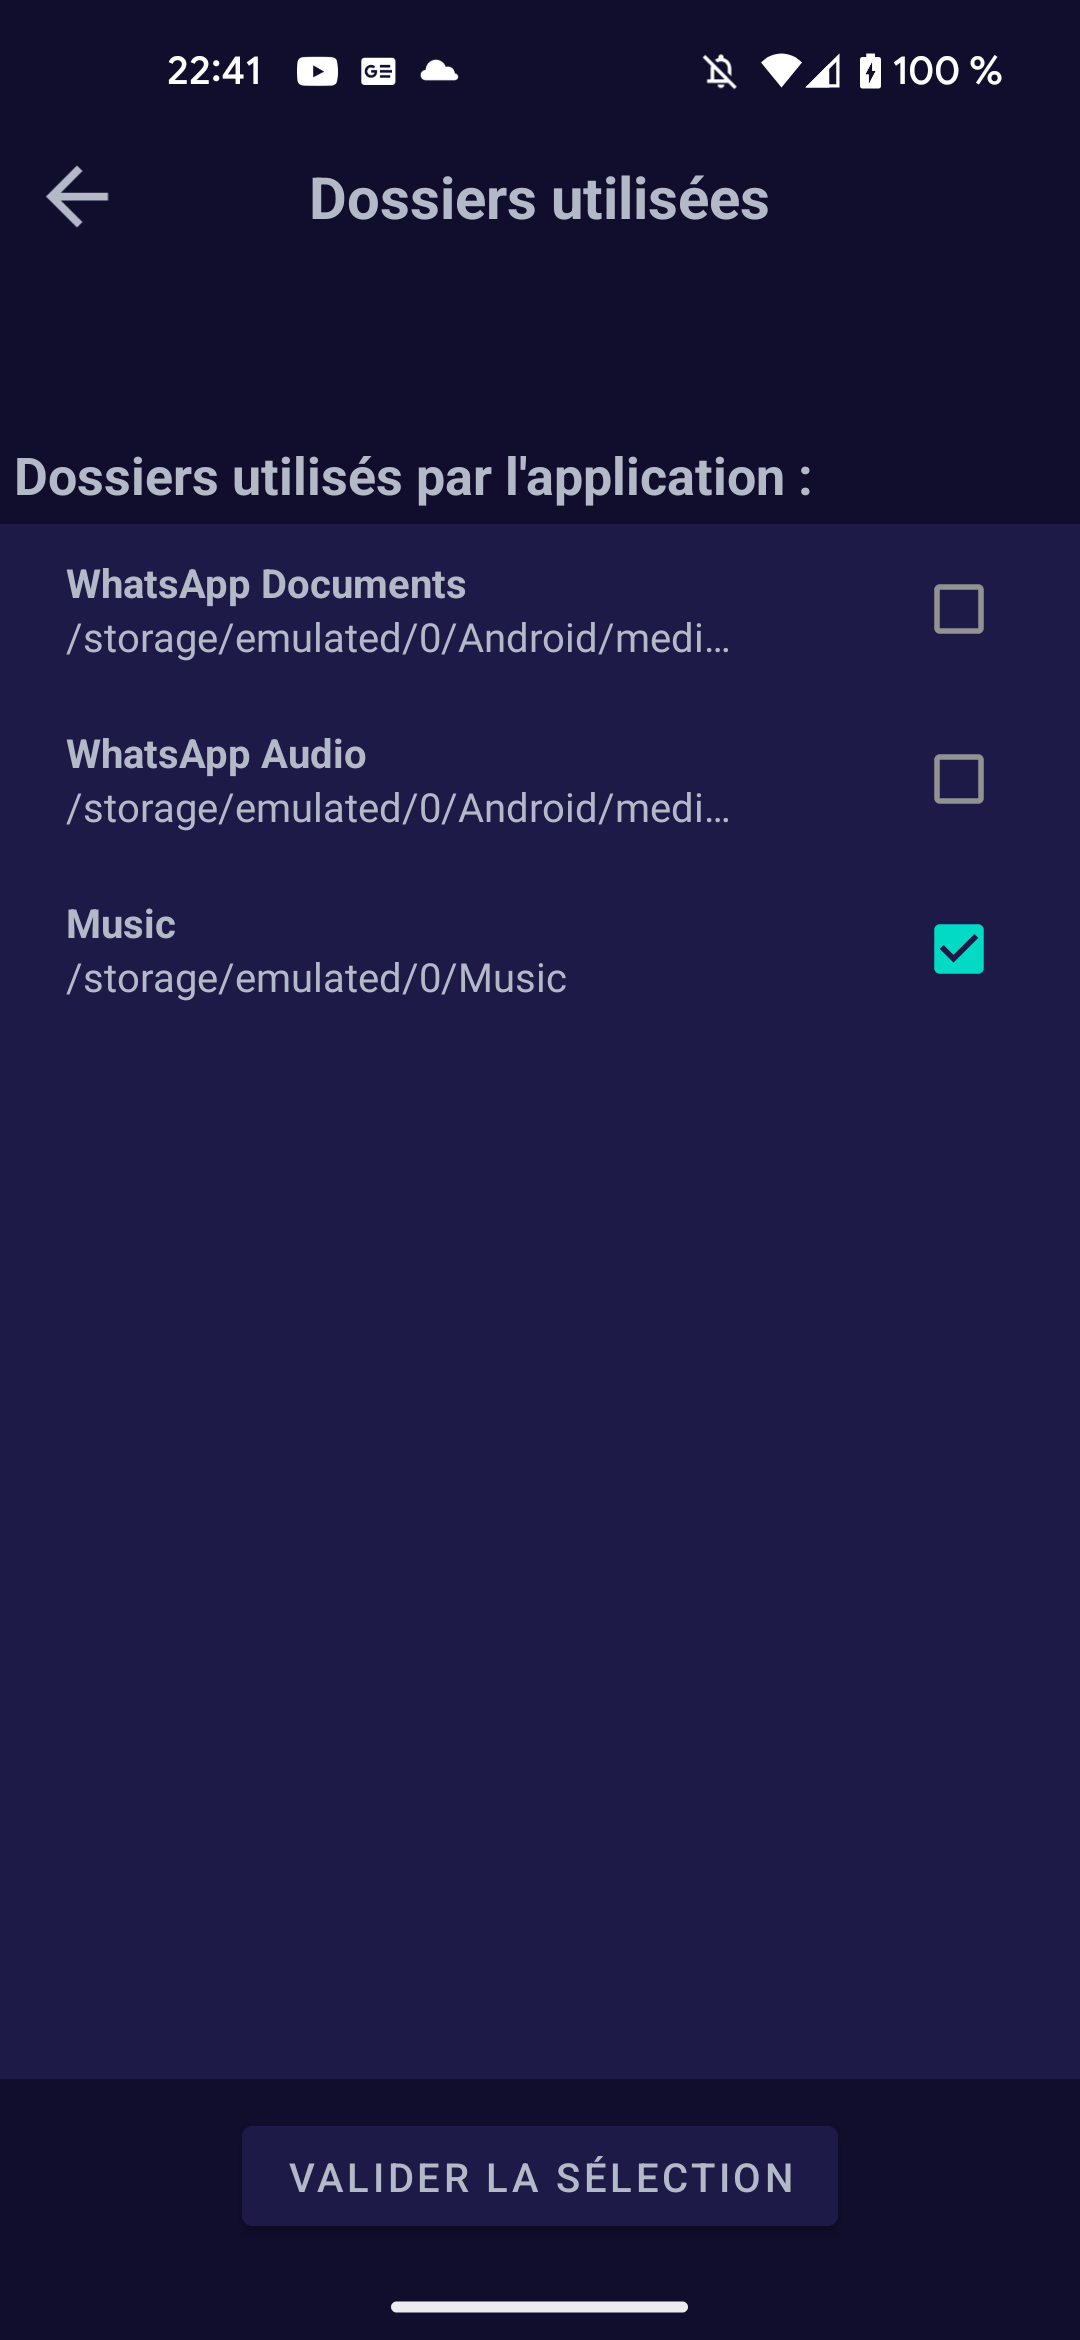 22:41 100 %
Dossiers utilisées
Dossiers utilisés par l'application :
WhatsApp Documents
/storage/emulated/0/Android/medi…
WhatsApp Audio
/storage/emulated/0/Android/medi…
Music
/storage/emulated/0/Music
VALIDER LA SÉLECTION